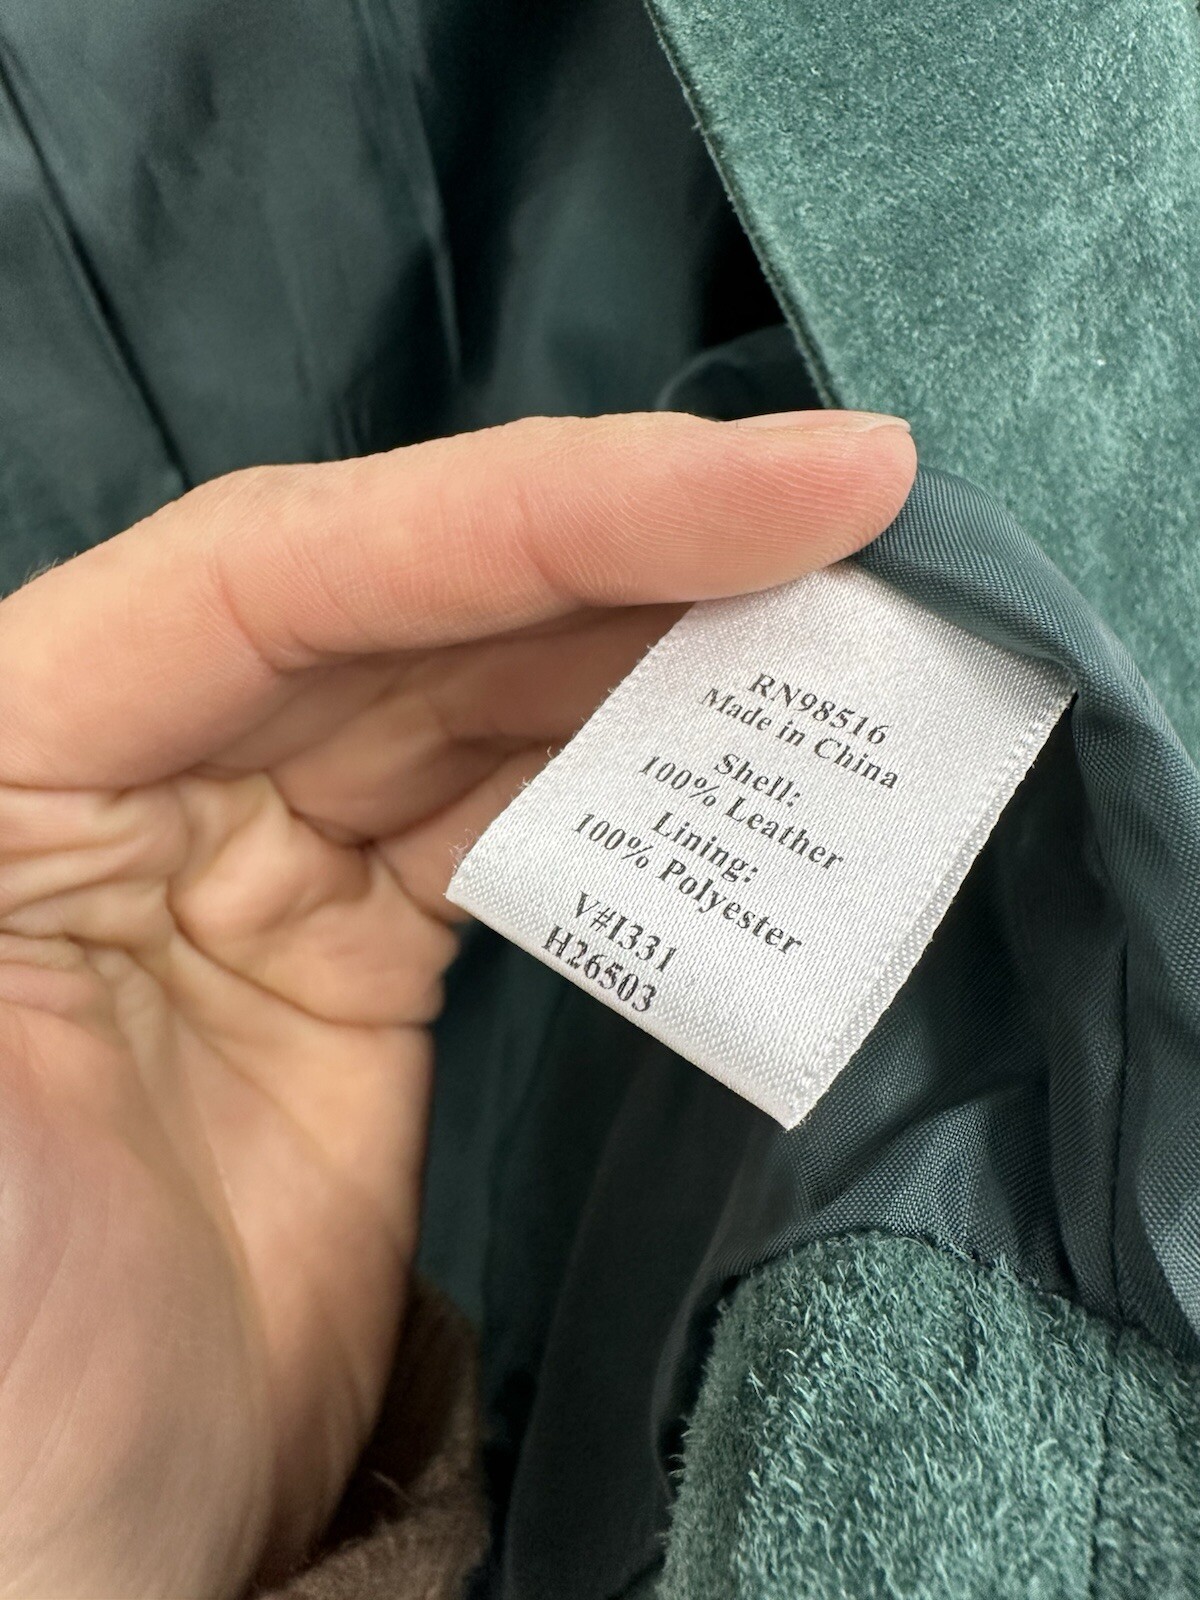 RN98516
Made in China
Shell:
100% Leather
Lining:
100% Polyester
V#I331
H26503